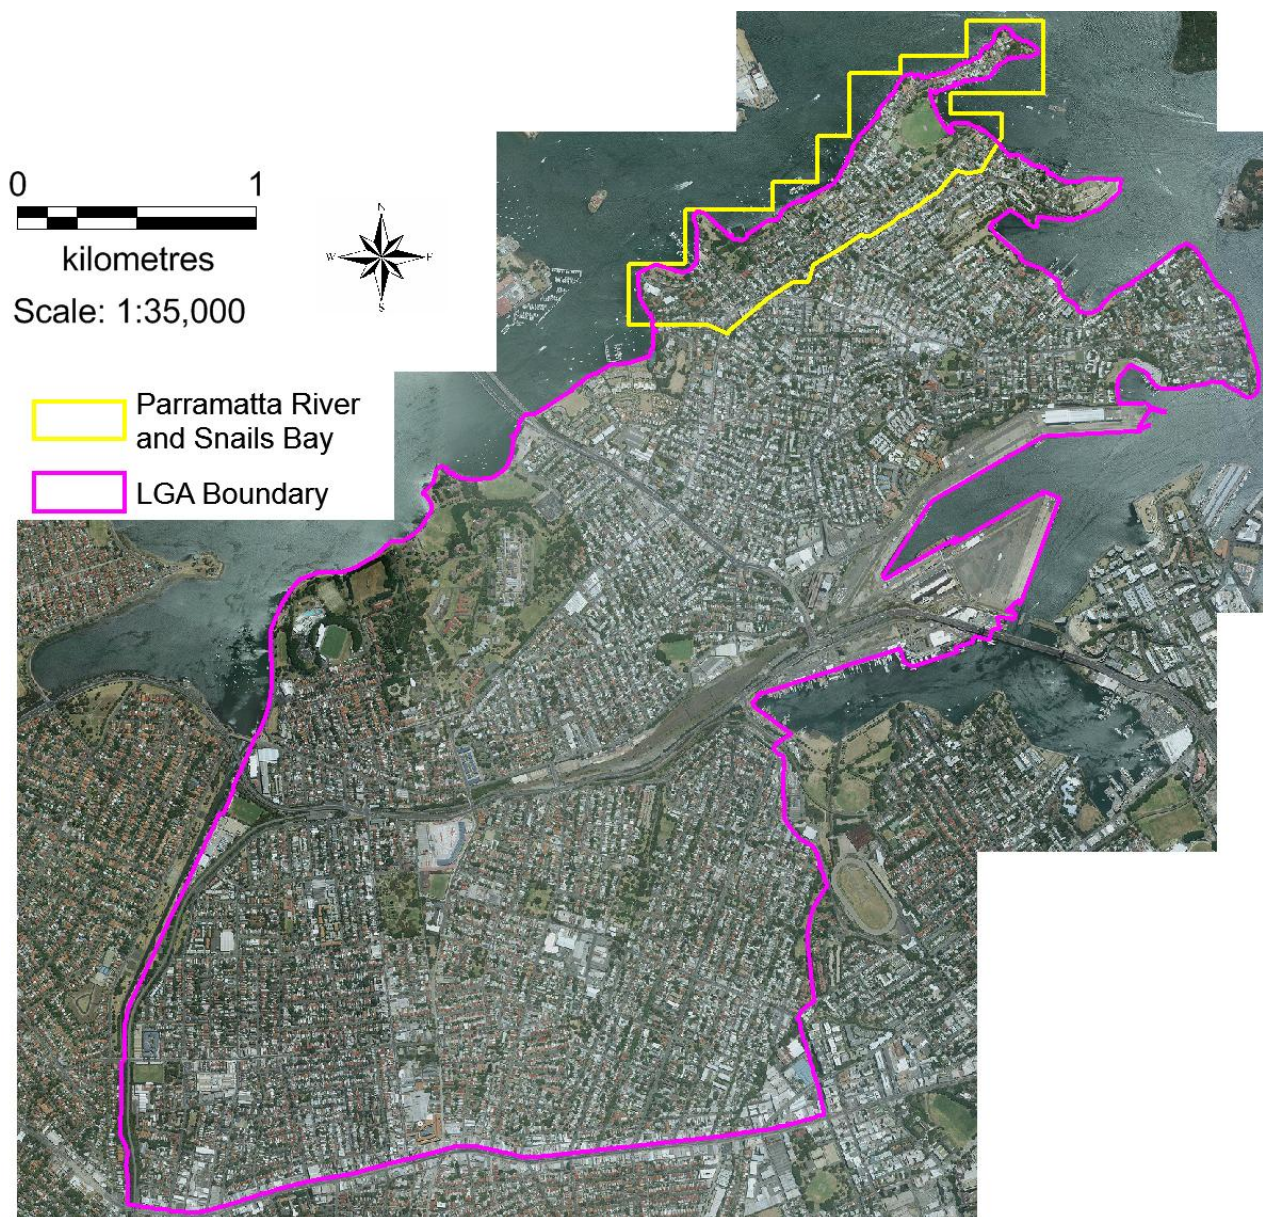 0 1
kilometres
Scale: 1:35,000
N
W E
S
Parramatta River
and Snails Bay
LGA Boundary